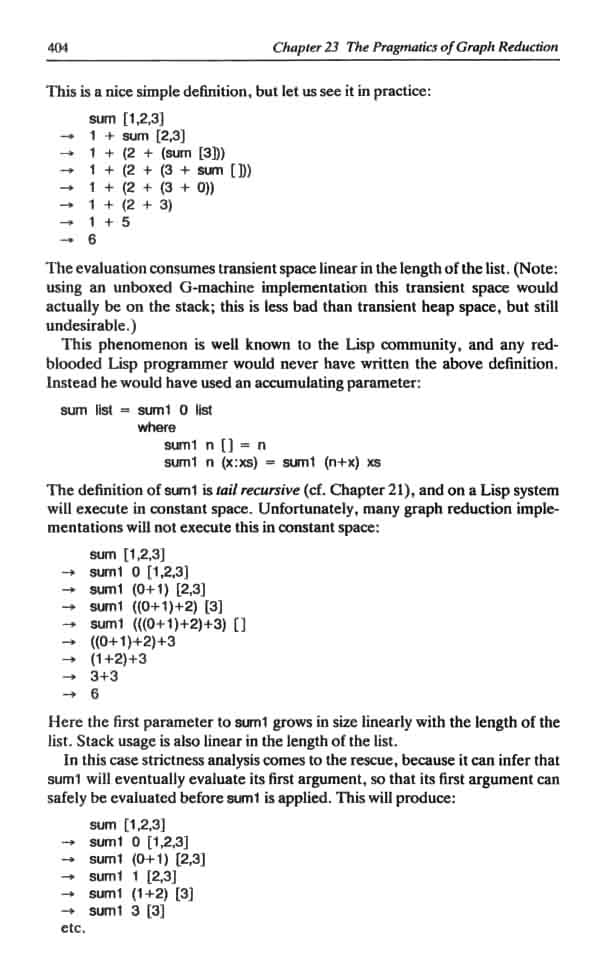 404 Chapter 23 The Pragmatics of Graph Reduction
This is a nice simple definition, but let us see it in practice:
sum [1,2,3]
→ 1 + sum [2,3]
→ 1 + (2 + (sum [3]))
→ 1 + (2 + (3 + sum []))
→ 1 + (2 + (3 + 0))
→ 1 + (2 + 3)
→ 1 + 5
→ 6
The evaluation consumes transient space linear in the length of the list. (Note:
using an unboxed G-machine implementation this transient space would
actually be on the stack; this is less bad than transient heap space, but still
undesirable.)
This phenomenon is well known to the Lisp community, and any red-
blooded Lisp programmer would never have written the above definition.
Instead he would have used an accumulating parameter:
sum list = sum1 0 list
where
sum1 n [] = n
sum1 n (x:xs) = sum1 (n+x) xs
The definition of sum1 is tail recursive (cf. Chapter 21), and on a Lisp system
will execute in constant space. Unfortunately, many graph reduction imple-
mentations will not execute this in constant space:
sum [1,2,3]
→ sum1 0 [1,2,3]
→ sum1 (0+1) [2,3]
→ sum1 ((0+1)+2) [3]
→ sum1 (((0+1)+2)+3) []
→ ((0+1)+2)+3
→ (1+2)+3
→ 3+3
→ 6
Here the first parameter to sum1 grows in size linearly with the length of the
list. Stack usage is also linear in the length of the list.
In this case strictness analysis comes to the rescue, because it can infer that
sum1 will eventually evaluate its first argument, so that its first argument can
safely be evaluated before sum1 is applied. This will produce:
sum [1,2,3]
→ sum1 0 [1,2,3]
→ sum1 (0+1) [2,3]
→ sum1 1 [2,3]
→ sum1 (1+2) [3]
→ sum1 3 [3]
etc.